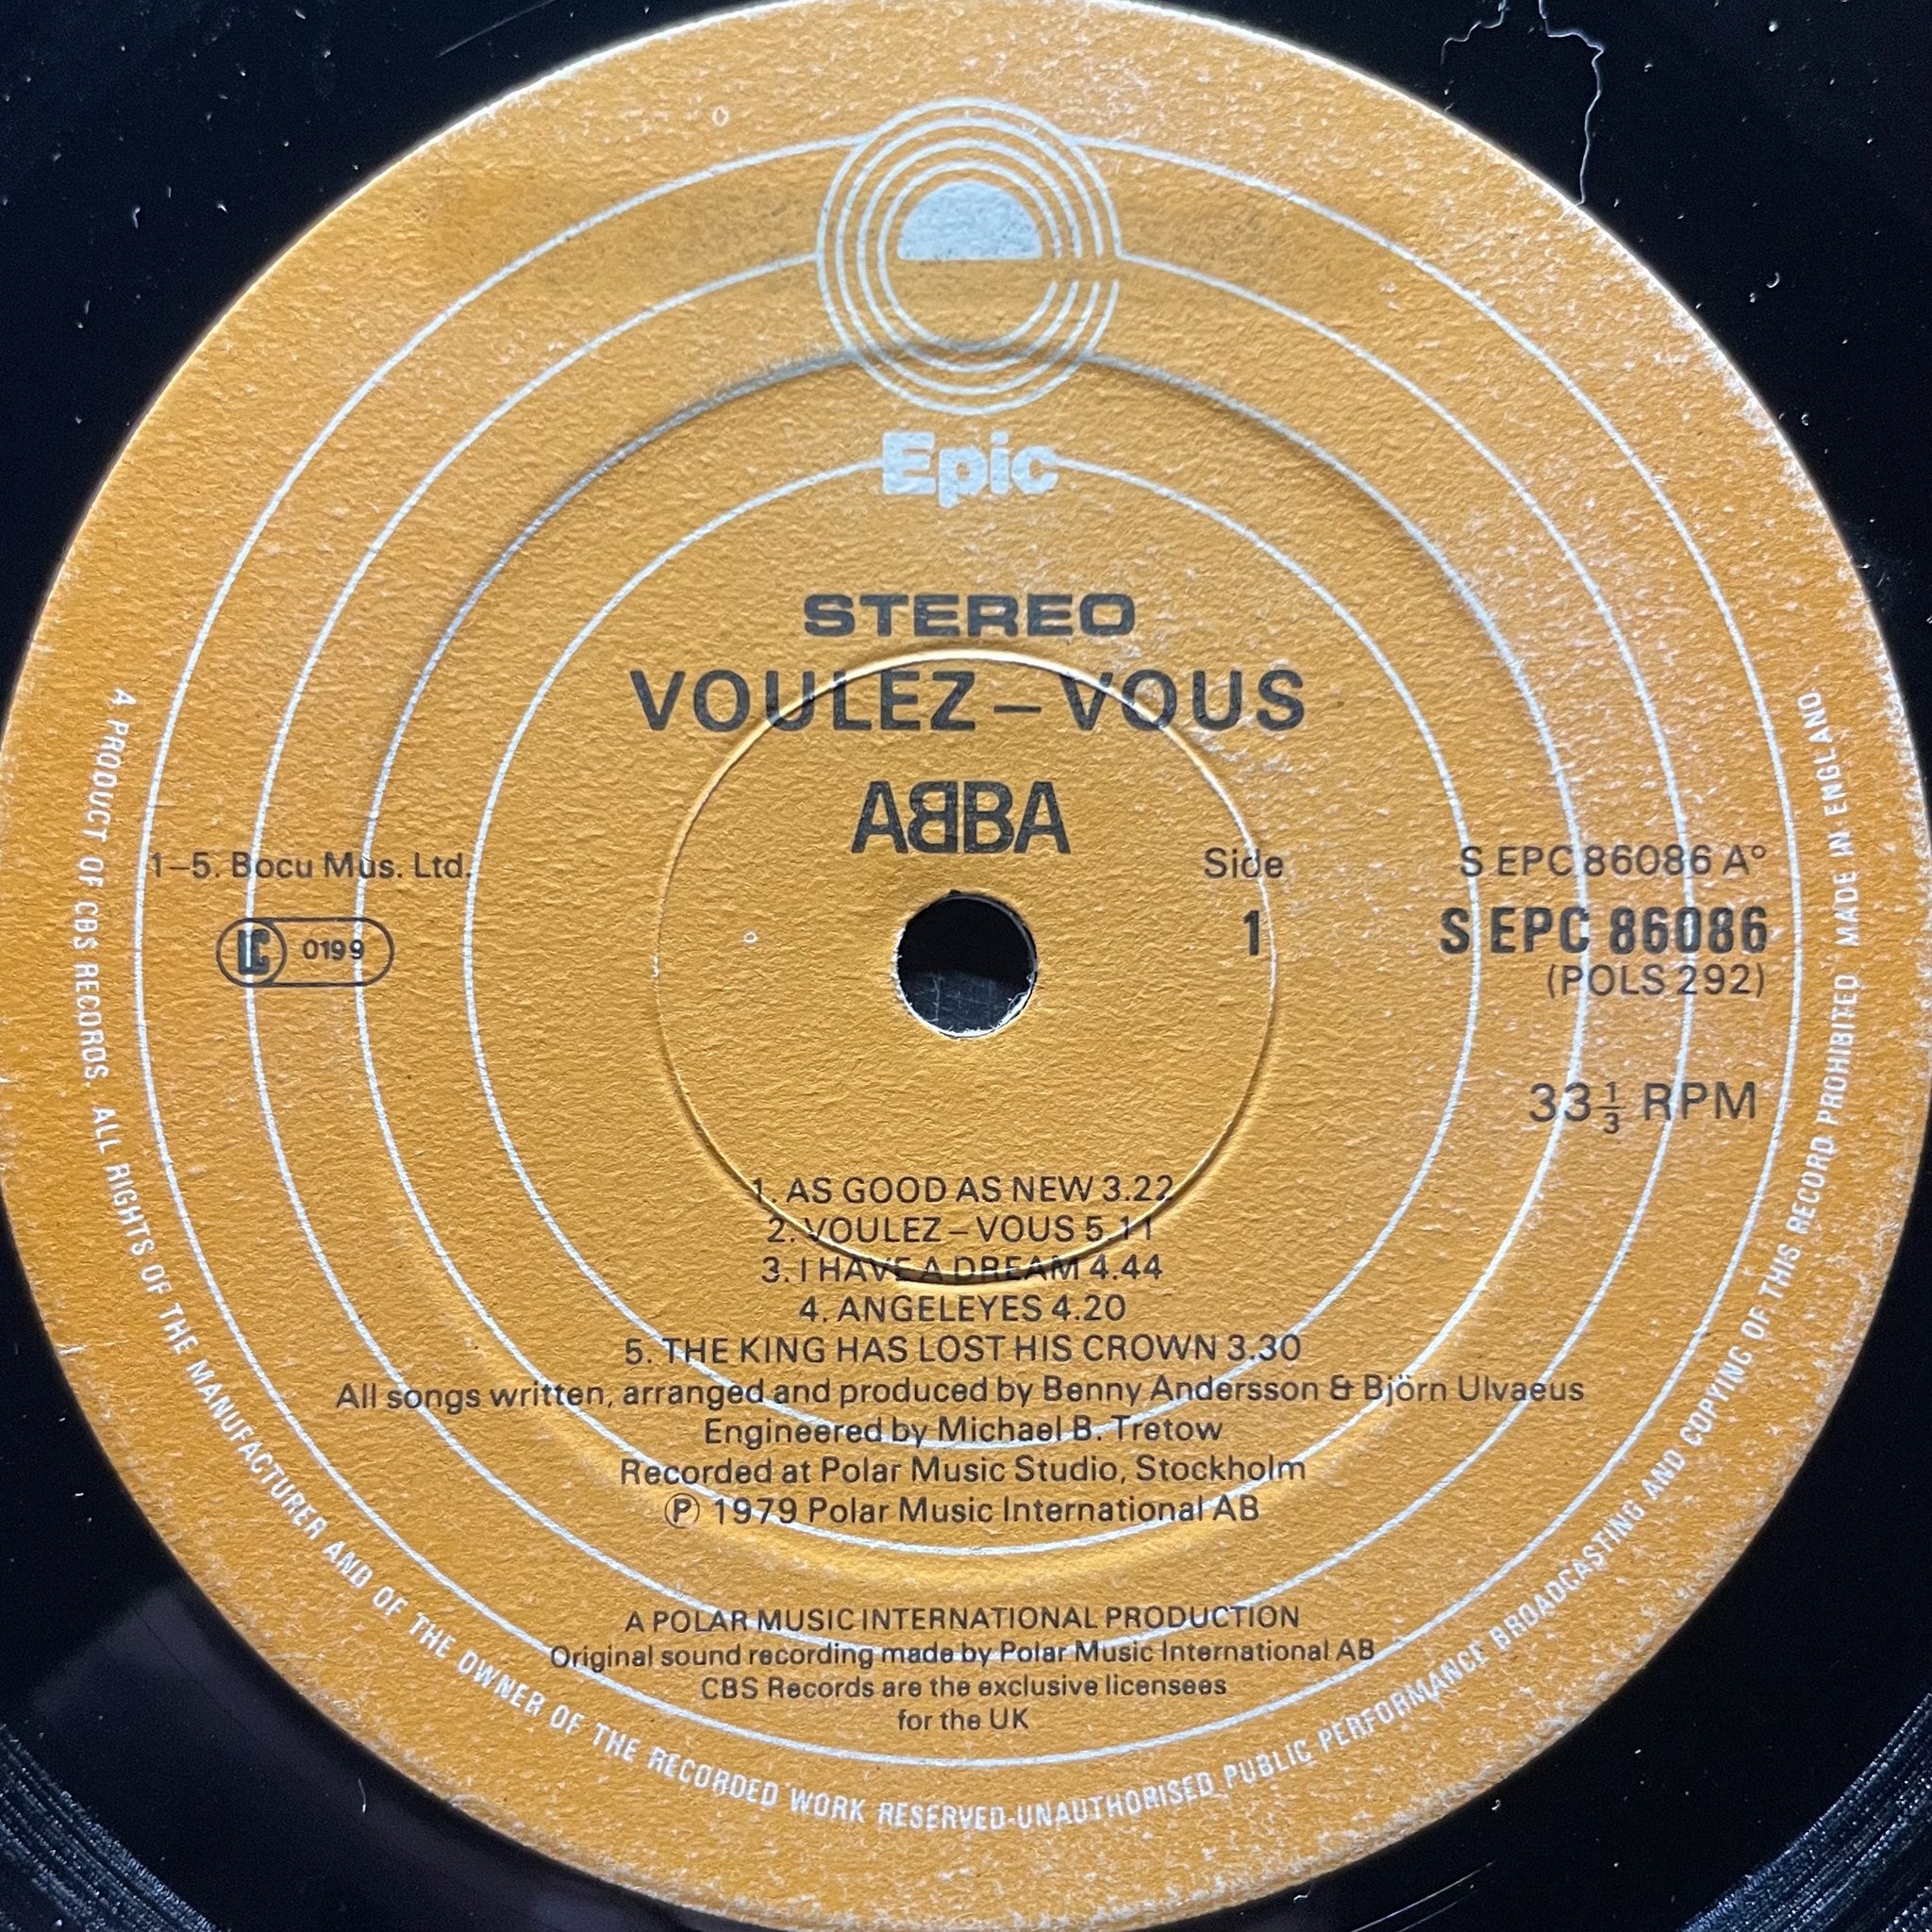 Epic
STEREO
VOULEZ – VOUS
ABBA
1–5. Bocu Mus. Ltd.
LC 0199
Side
1
S EPC 86086 A°
S EPC 86086
(POLS 292)
33⅓ RPM
1. AS GOOD AS NEW 3.22
2. VOULEZ – VOUS 5.11
3. I HAVE A DREAM 4.44
4. ANGELEYES 4.20
5. THE KING HAS LOST HIS CROWN 3.30
All songs written, arranged and produced by Benny Andersson & Björn Ulvaeus
Engineered by Michael B. Tretow
Recorded at Polar Music Studio, Stockholm
℗ 1979 Polar Music International AB
A POLAR MUSIC INTERNATIONAL PRODUCTION
Original sound recording made by Polar Music International AB
CBS Records are the exclusive licensees
for the UK
A PRODUCT OF CBS RECORDS. ALL RIGHTS OF THE MANUFACTURER AND OF THE OWNER OF THE RECORDED WORK RESERVED-UNAUTHORISED PUBLIC PERFORMANCE BROADCASTING AND COPYING OF THIS RECORD PROHIBITED MADE IN ENGLAND